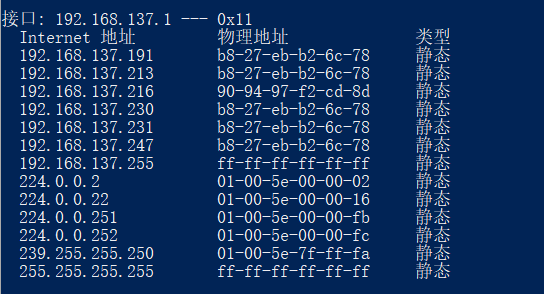 接口: 192.168.137.1 --- 0x11
Internet 地址 物理地址 类型
192.168.137.191 b8-27-eb-b2-6c-78 静态
192.168.137.213 b8-27-eb-b2-6c-78 静态
192.168.137.216 90-94-97-f2-cd-8d 静态
192.168.137.230 b8-27-eb-b2-6c-78 静态
192.168.137.231 b8-27-eb-b2-6c-78 静态
192.168.137.247 b8-27-eb-b2-6c-78 静态
192.168.137.255 ff-ff-ff-ff-ff-ff 静态
224.0.0.2 01-00-5e-00-00-02 静态
224.0.0.22 01-00-5e-00-00-16 静态
224.0.0.251 01-00-5e-00-00-fb 静态
224.0.0.252 01-00-5e-00-00-fc 静态
239.255.255.250 01-00-5e-7f-ff-fa 静态
255.255.255.255 ff-ff-ff-ff-ff-ff 静态